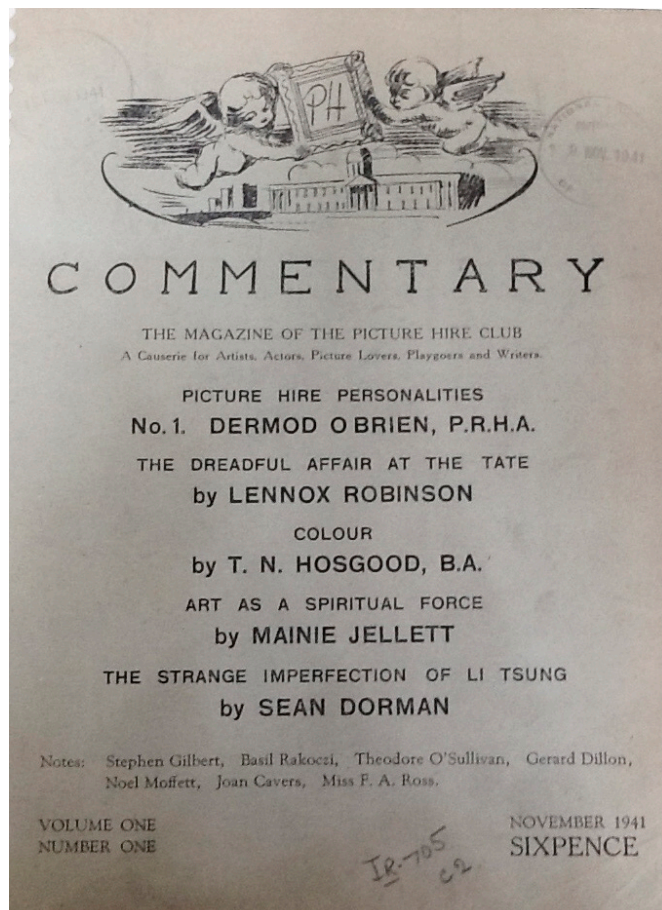 PH
COMMENTARY
THE MAGAZINE OF THE PICTURE HIRE CLUB
A Causerie for Artists, Actors, Picture Lovers, Playgoers and Writers.
PICTURE HIRE PERSONALITIES
No. 1. DERMOD O BRIEN, P.R.H.A.
THE DREADFUL AFFAIR AT THE TATE
by LENNOX ROBINSON
COLOUR
by T. N. HOSGOOD, B.A.
ART AS A SPIRITUAL FORCE
by MAINIE JELLETT
THE STRANGE IMPERFECTION OF LI TSUNG
by SEAN DORMAN
Notes: Stephen Gilbert, Basil Rakoczi, Theodore O'Sullivan, Gerard Dillon,
Noel Moffett, Joan Cavers, Miss F. A. Ross.
VOLUME ONE
NUMBER ONE
NOVEMBER 1941
SIXPENCE
IR-705
C2